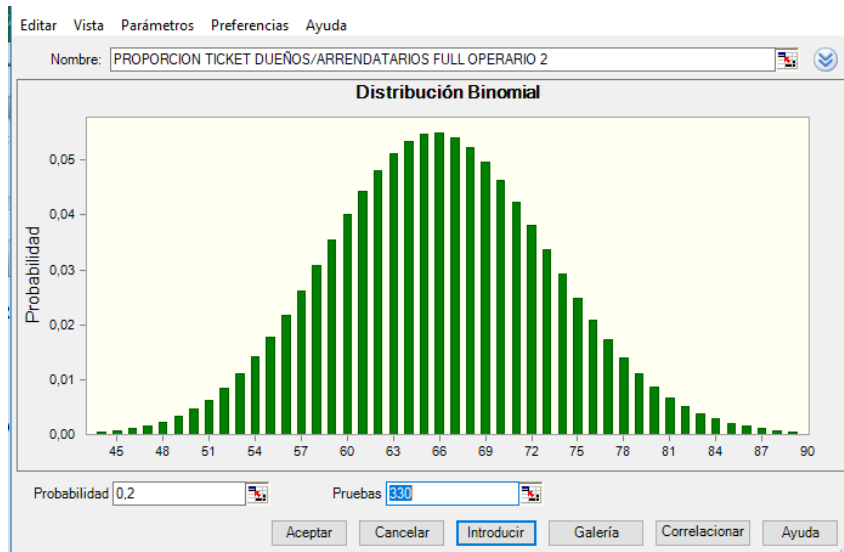 Editar Vista Parámetros Preferencias Ayuda
Nombre: PROPORCION TICKET DUEÑOS/ARRENDATARIOS FULL OPERARIO 2
Distribución Binomial
Probabilidad
0,05
0,04
0,03
0,02
0,01
0,00
45 48 51 54 57 60 63 66 69 72 75 78 81 84 87 90
Probabilidad 0,2 Pruebas 330
Aceptar Cancelar Introducir Galería Correlacionar Ayuda